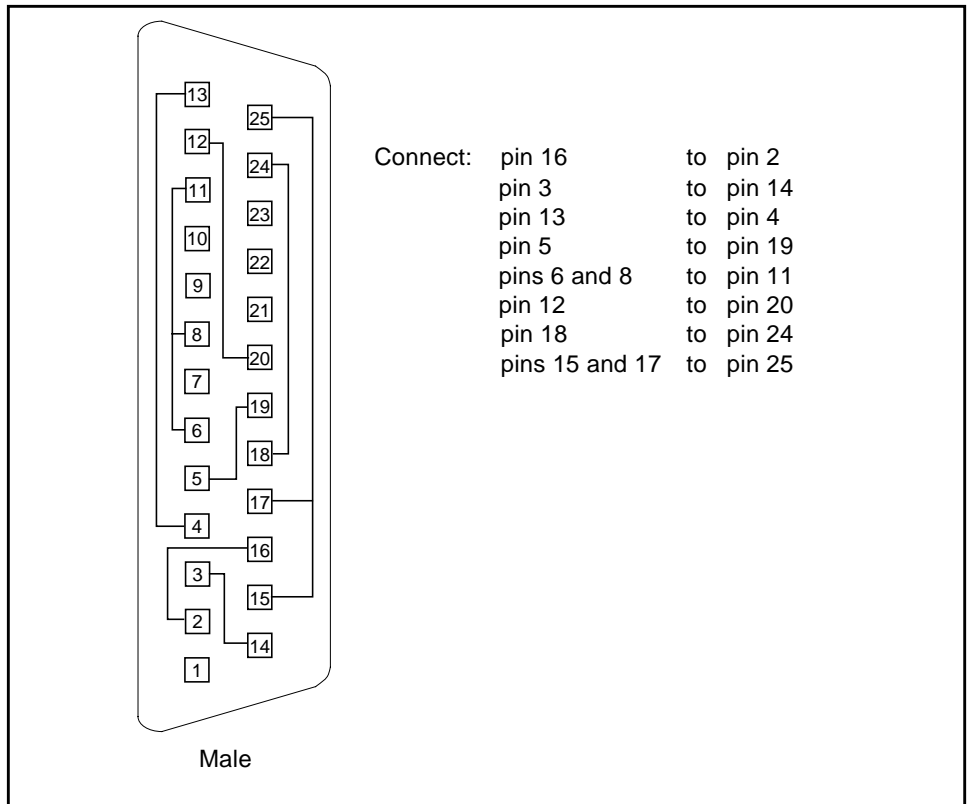 13
25
12
24
11
23
10
22
9
21
8
20
7
19
6
18
5
17
4
16
3
15
2
14
1
Male
Connect: pin 16 to pin 2
pin 3 to pin 14
pin 13 to pin 4
pin 5 to pin 19
pins 6 and 8 to pin 11
pin 12 to pin 20
pin 18 to pin 24
pins 15 and 17 to pin 25